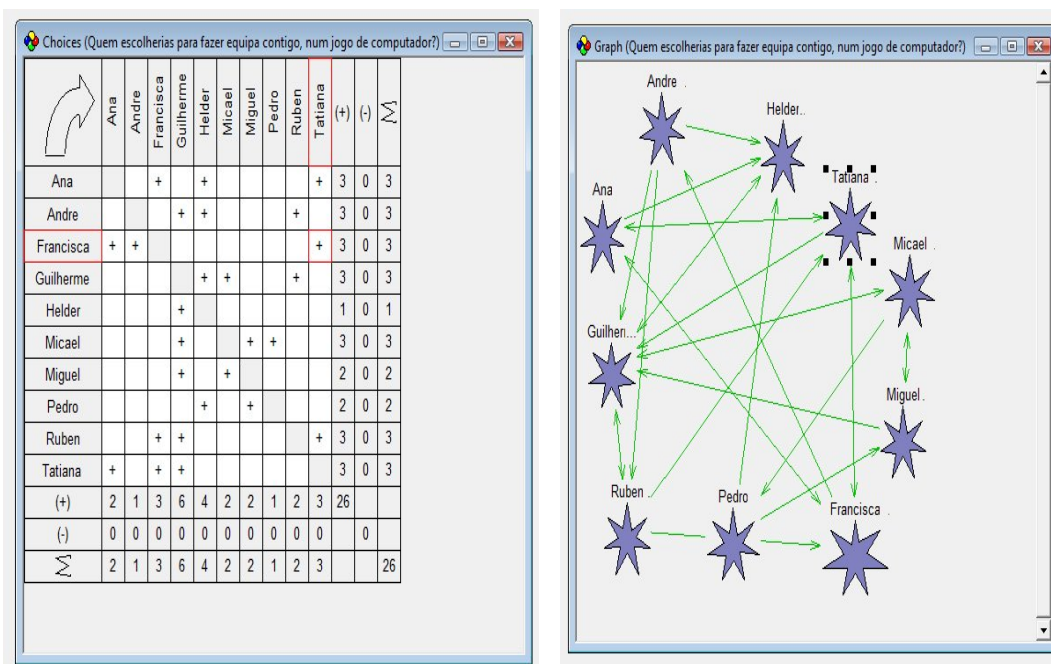 Choices (Quem escolherias para fazer equipa contigo, num jogo de computador?)
Ana Andre Francisca Guilherme Helder Micael Miguel Pedro Ruben Tatiana (+) (-) Σ
Ana + + + 3 0 3
Andre + + + 3 0 3
Francisca + + + 3 0 3
Guilherme + + + 3 0 3
Helder + 1 0 1
Micael + + + 3 0 3
Miguel + + 2 0 2
Pedro + + 2 0 2
Ruben + + + 3 0 3
Tatiana + + + 3 0 3
(+) 2 1 3 6 4 2 2 1 2 3 26
(-) 0 0 0 0 0 0 0 0 0 0 0
Σ 2 1 3 6 4 2 2 1 2 3 26
Graph (Quem escolherias para fazer equipa contigo, num jogo de computador?)
Andre .
Helder..
Tatiana .
Ana
Micael .
Guilherr...
Miguel .
Ruben .
Pedro
Francisca .